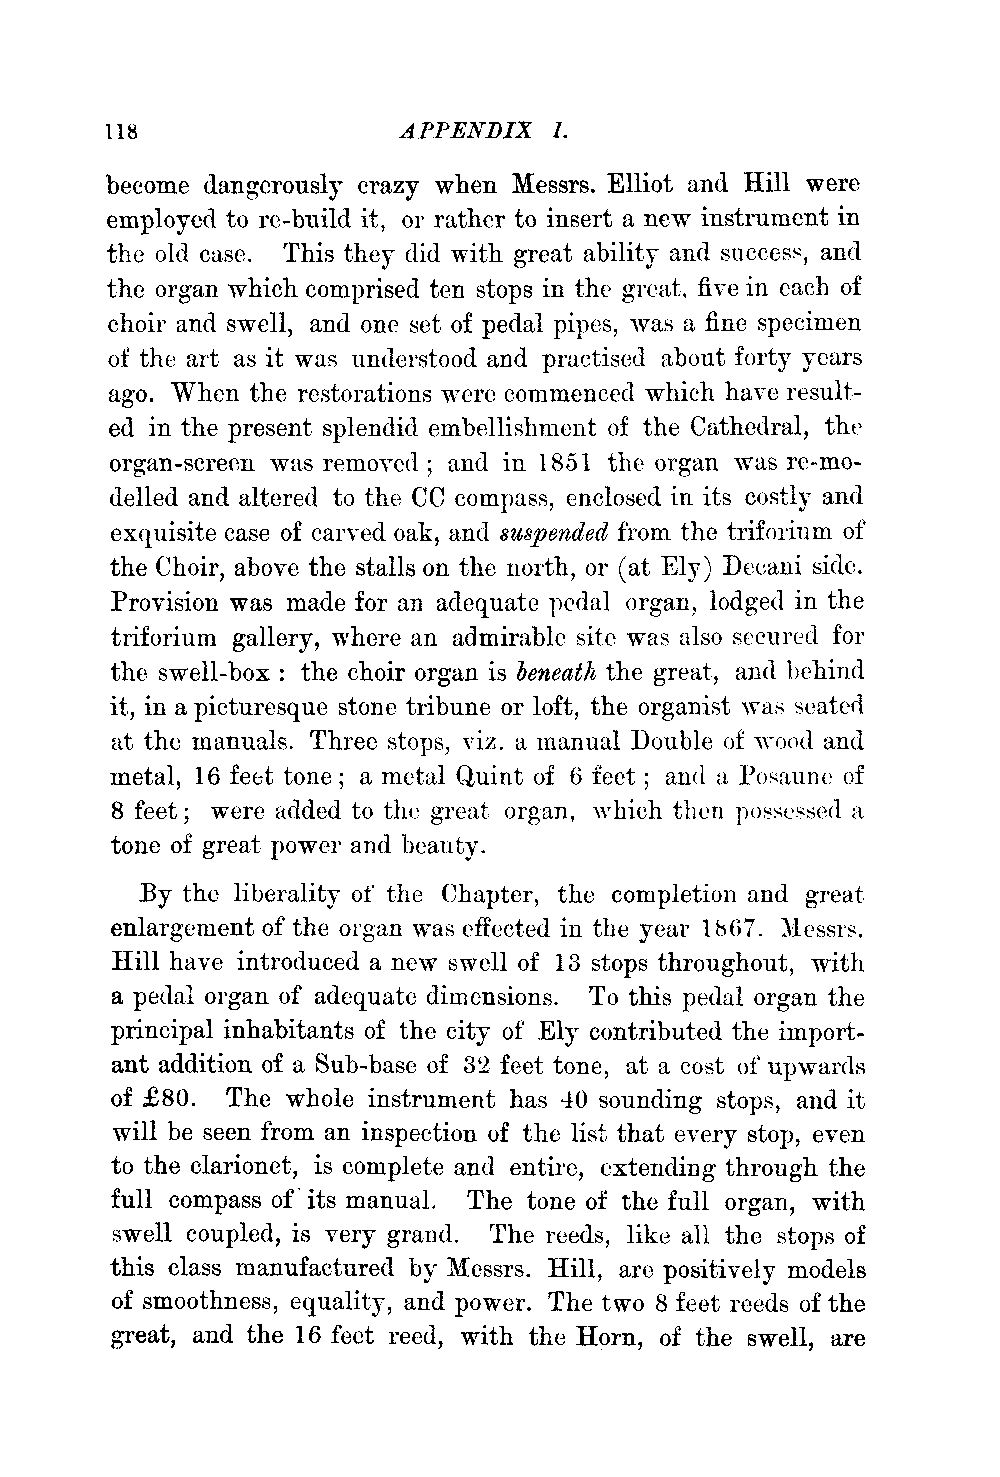 118 APPENDIX I.
become dangerously crazy when Messrs. Elliot and Hill were
employed to re-build it, or rather to insert a new instrument in
the old case. This they did with great ability and success, and
the organ which comprised ten stops in the great, five in each of
choir and swell, and one set of pedal pipes, was a fine specimen
of the art as it was understood and practised about forty years
ago. When the restorations were commenced which have result-
ed in the present splendid embellishment of the Cathedral, the
organ-screen was removed ; and in 1851 the organ was re-mo-
delled and altered to the CC compass, enclosed in its costly and
exquisite case of carved oak, and suspended from the triforium of
the Choir, above the stalls on the north, or (at Ely) Decani side.
Provision was made for an adequate pedal organ, lodged in the
triforium gallery, where an admirable site was also secured for
the swell-box : the choir organ is beneath the great, and behind
it, in a picturesque stone tribune or loft, the organist was seated
at the manuals. Three stops, viz. a manual Double of wood and
metal, 16 feet tone ; a metal Quint of 6 feet ; and a Posaune of
8 feet ; were added to the great organ, which then possessed a
tone of great power and beauty.
By the liberality of the Chapter, the completion and great
enlargement of the organ was effected in the year 1867. Messrs.
Hill have introduced a new swell of 13 stops throughout, with
a pedal organ of adequate dimensions. To this pedal organ the
principal inhabitants of the city of Ely contributed the import-
ant addition of a Sub-base of 32 feet tone, at a cost of upwards
of £80. The whole instrument has 40 sounding stops, and it
will be seen from an inspection of the list that every stop, even
to the clarionet, is complete and entire, extending through the
full compass of its manual. The tone of the full organ, with
swell coupled, is very grand. The reeds, like all the stops of
this class manufactured by Messrs. Hill, are positively models
of smoothness, equality, and power. The two 8 feet reeds of the
great, and the 16 feet reed, with the Horn, of the swell, are